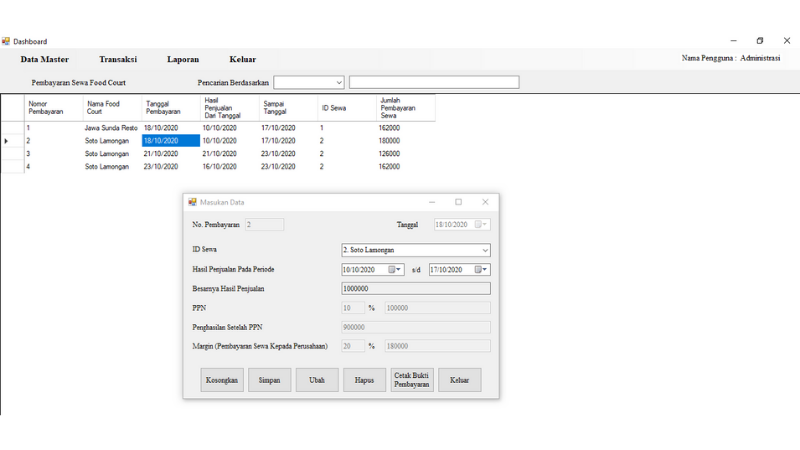 Dashboard
Data Master Transaksi Laporan Keluar Nama Pengguna : Administrasi
Pembayaran Sewa Food Court Pencarian Berdasarkan
Nomor Pembayaran Nama Food Court Tanggal Pembayaran Hasil Penjualan Dari Tanggal Sampai Tanggal ID Sewa Jumlah Pembayaran Sewa
1 Jawa Sunda Resto 18/10/2020 10/10/2020 17/10/2020 1 162000
2 Soto Lamongan 18/10/2020 10/10/2020 17/10/2020 2 180000
3 Soto Lamongan 21/10/2020 21/10/2020 23/10/2020 2 126000
4 Soto Lamongan 23/10/2020 16/10/2020 23/10/2020 2 162000
Masukan Data
No. Pembayaran 2 Tanggal 18/10/2020
ID Sewa 2. Soto Lamongan
Hasil Penjualan Pada Periode 10/10/2020 s/d 17/10/2020
Besarnya Hasil Penjualan 1000000
PPN 10 % 100000
Penghasilan Setelah PPN 900000
Margin (Pembayaran Sewa Kepada Perusahaan) 20 % 180000
Kosongkan Simpan Ubah Hapus Cetak Bukti Pembayaran Keluar